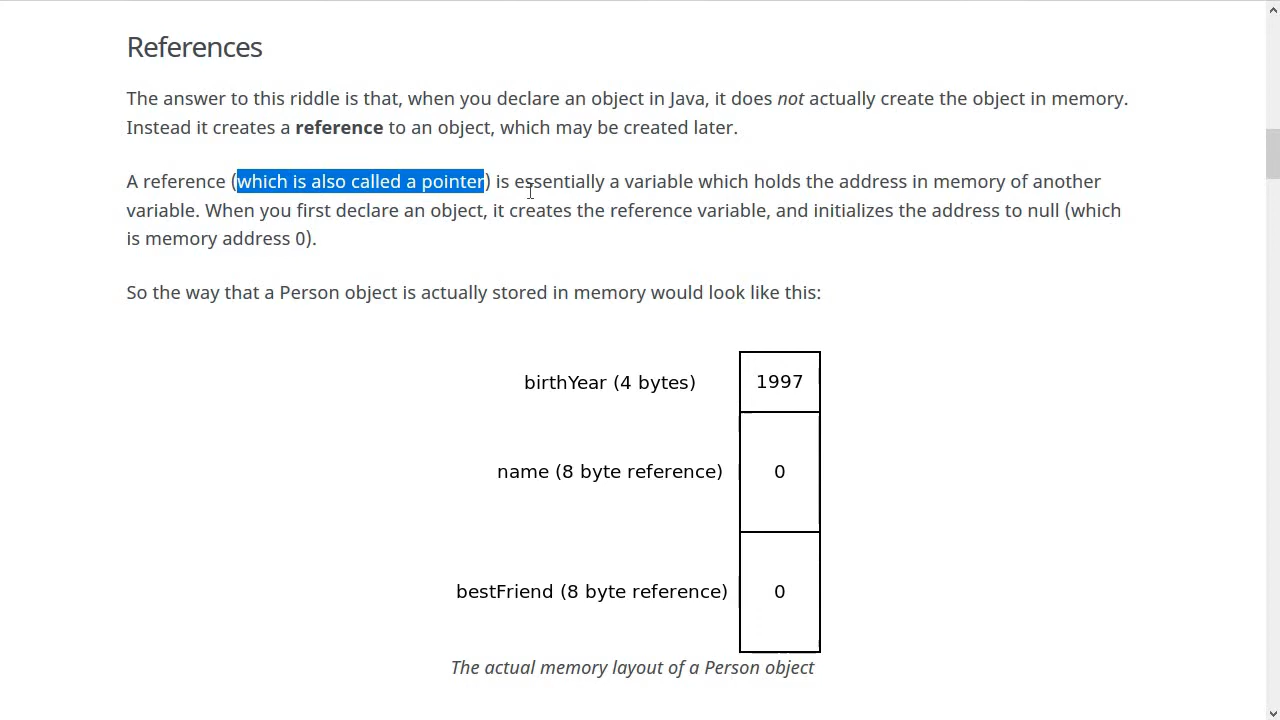 References
The answer to this riddle is that, when you declare an object in Java, it does not actually create the object in memory.
Instead it creates a reference to an object, which may be created later.
A reference (which is also called a pointer) is essentially a variable which holds the address in memory of another
variable. When you first declare an object, it creates the reference variable, and initializes the address to null (which
is memory address 0).
So the way that a Person object is actually stored in memory would look like this:
birthYear (4 bytes) 1997
name (8 byte reference) 0
bestFriend (8 byte reference) 0
The actual memory layout of a Person object